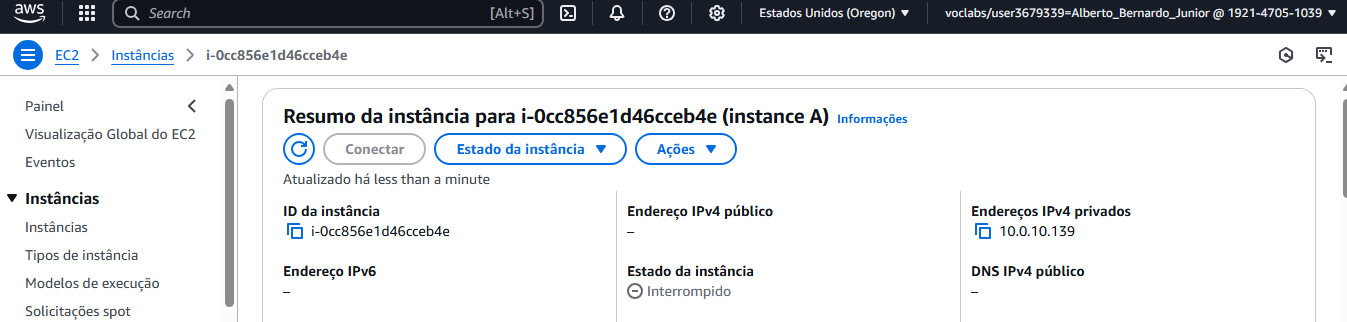 aws
Search [Alt+S] Estados Unidos (Oregon) voclabs/user3679339=Alberto_Bernardo_Junior @ 1921-4705-1039
EC2 Instâncias i-0cc856e1d46cceb4e
Painel
Visualização Global do EC2
Eventos
Instâncias
Instâncias
Tipos de instância
Modelos de execução
Solicitações spot
Resumo da instância para i-0cc856e1d46cceb4e (instance A) Informações
Conectar Estado da instância Ações
Atualizado há less than a minute
ID da instância
i-0cc856e1d46cceb4e
Endereço IPv4 público
–
Endereços IPv4 privados
10.0.10.139
Endereço IPv6
–
Estado da instância
Interrompido
DNS IPv4 público
–